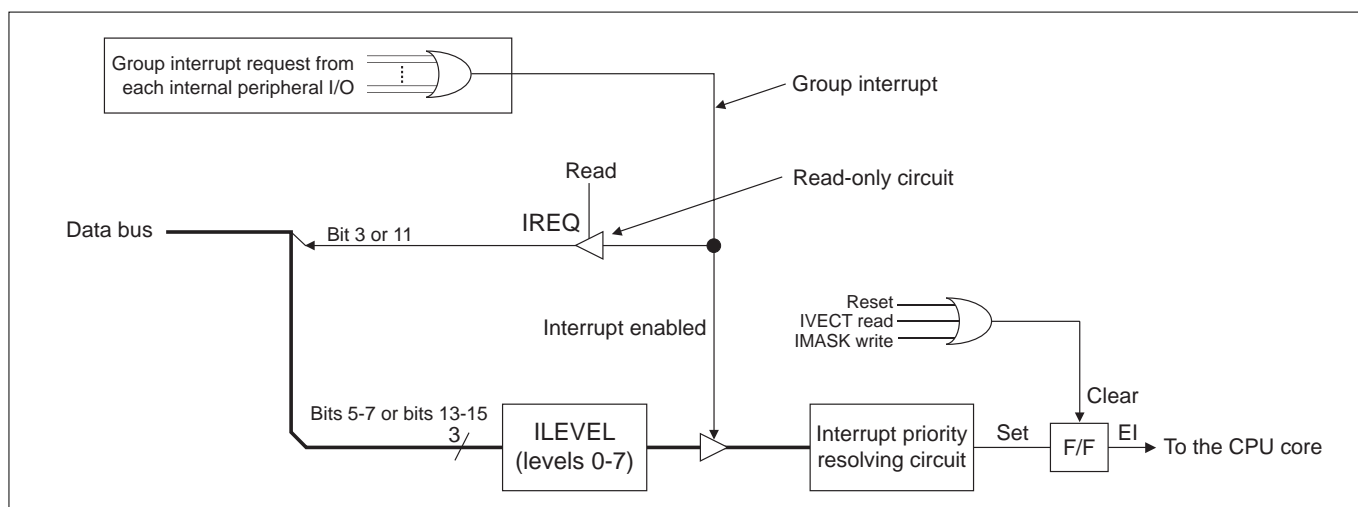 Group interrupt request from
each internal peripheral I/O
Group interrupt
Read
Read-only circuit
IREQ
Data bus
Bit 3 or 11
Interrupt enabled
Reset
IVECT read
IMASK write
Clear
Bits 5-7 or bits 13-15
3
ILEVEL
(levels 0-7)
Interrupt priority
resolving circuit
Set
F/F
EI
To the CPU core